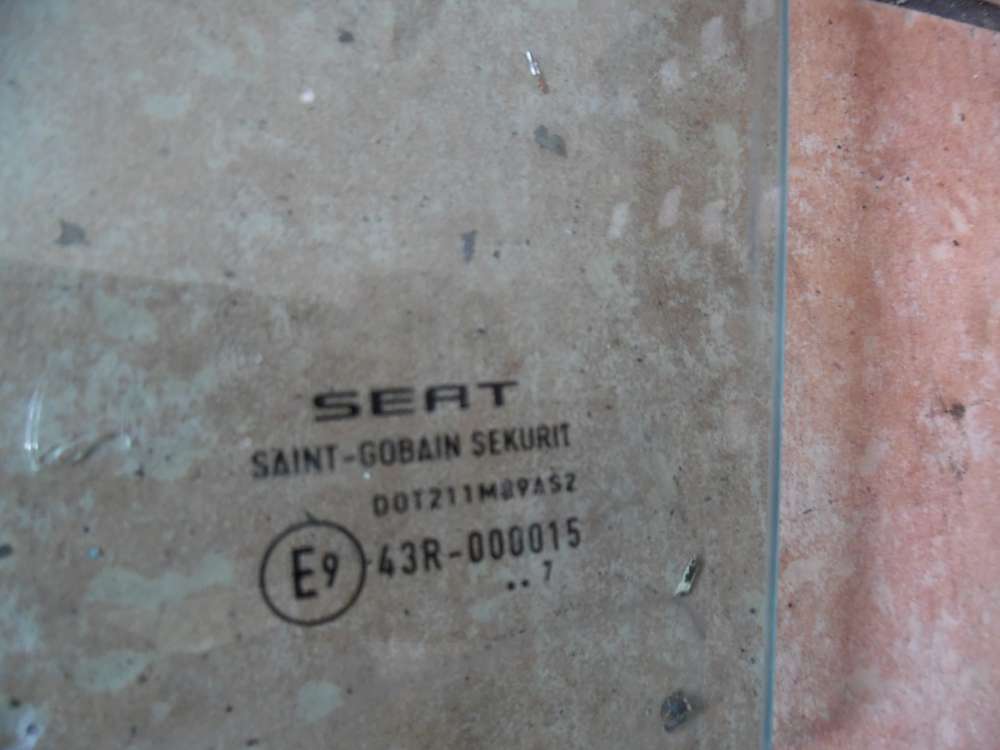 SEAT
SAINT-GOBAIN SEKURIT
DOT211M89AS2
E9 43R-000015
.. 7